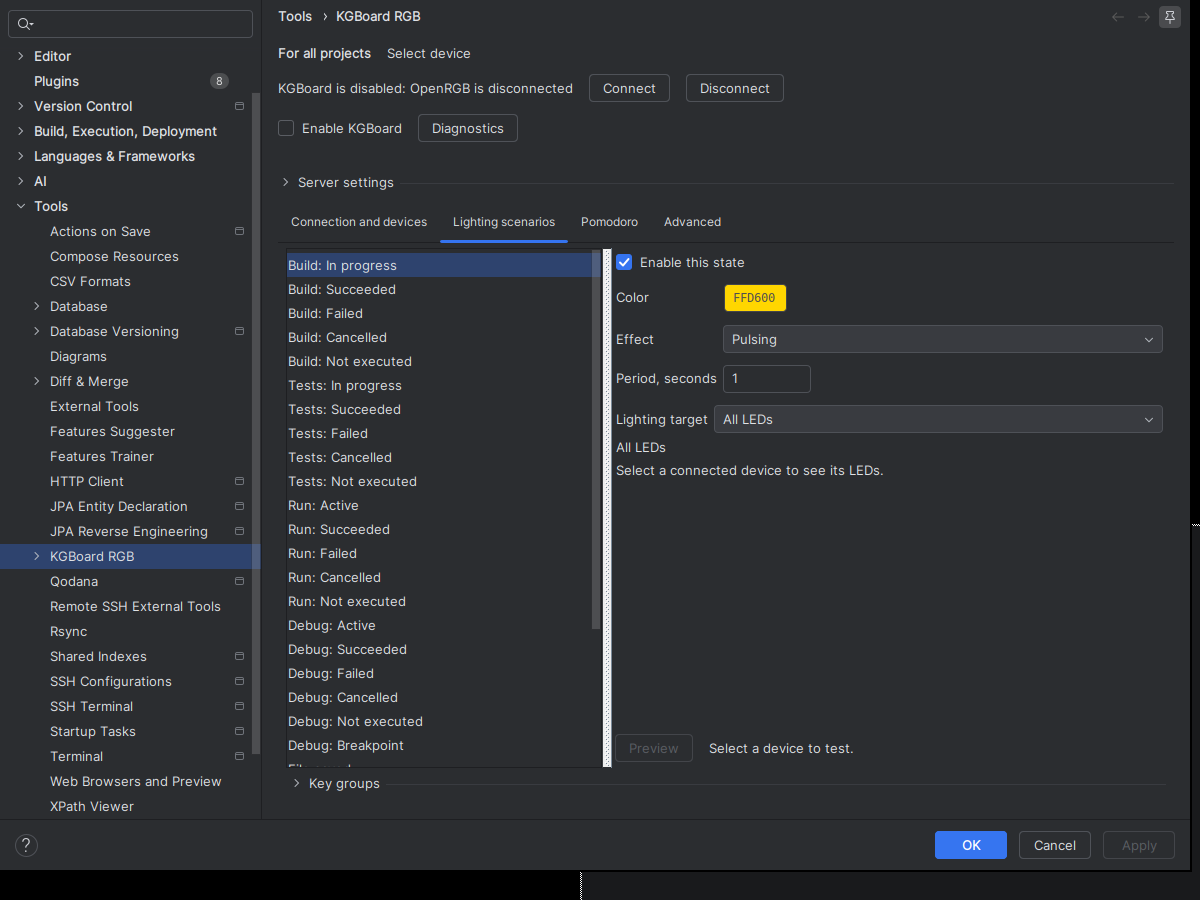 Tools › KGBoard RGB
For all projects Select device
KGBoard is disabled: OpenRGB is disconnected Connect Disconnect
Enable KGBoard Diagnostics
Server settings
Connection and devices Lighting scenarios Pomodoro Advanced
Editor
Plugins 8
Version Control
Build, Execution, Deployment
Languages & Frameworks
AI
Tools
Actions on Save
Compose Resources
CSV Formats
Database
Database Versioning
Diagrams
Diff & Merge
External Tools
Features Suggester
Features Trainer
HTTP Client
JPA Entity Declaration
JPA Reverse Engineering
KGBoard RGB
Qodana
Remote SSH External Tools
Rsync
Shared Indexes
SSH Configurations
SSH Terminal
Startup Tasks
Terminal
Web Browsers and Preview
XPath Viewer
Build: In progress
Build: Succeeded
Build: Failed
Build: Cancelled
Build: Not executed
Tests: In progress
Tests: Succeeded
Tests: Failed
Tests: Cancelled
Tests: Not executed
Run: Active
Run: Succeeded
Run: Failed
Run: Cancelled
Run: Not executed
Debug: Active
Debug: Succeeded
Debug: Failed
Debug: Cancelled
Debug: Not executed
Debug: Breakpoint
Enable this state
Color FFD600
Effect Pulsing
Period, seconds 1
Lighting target All LEDs
All LEDs
Select a connected device to see its LEDs.
Preview Select a device to test.
Key groups
? OK Cancel Apply